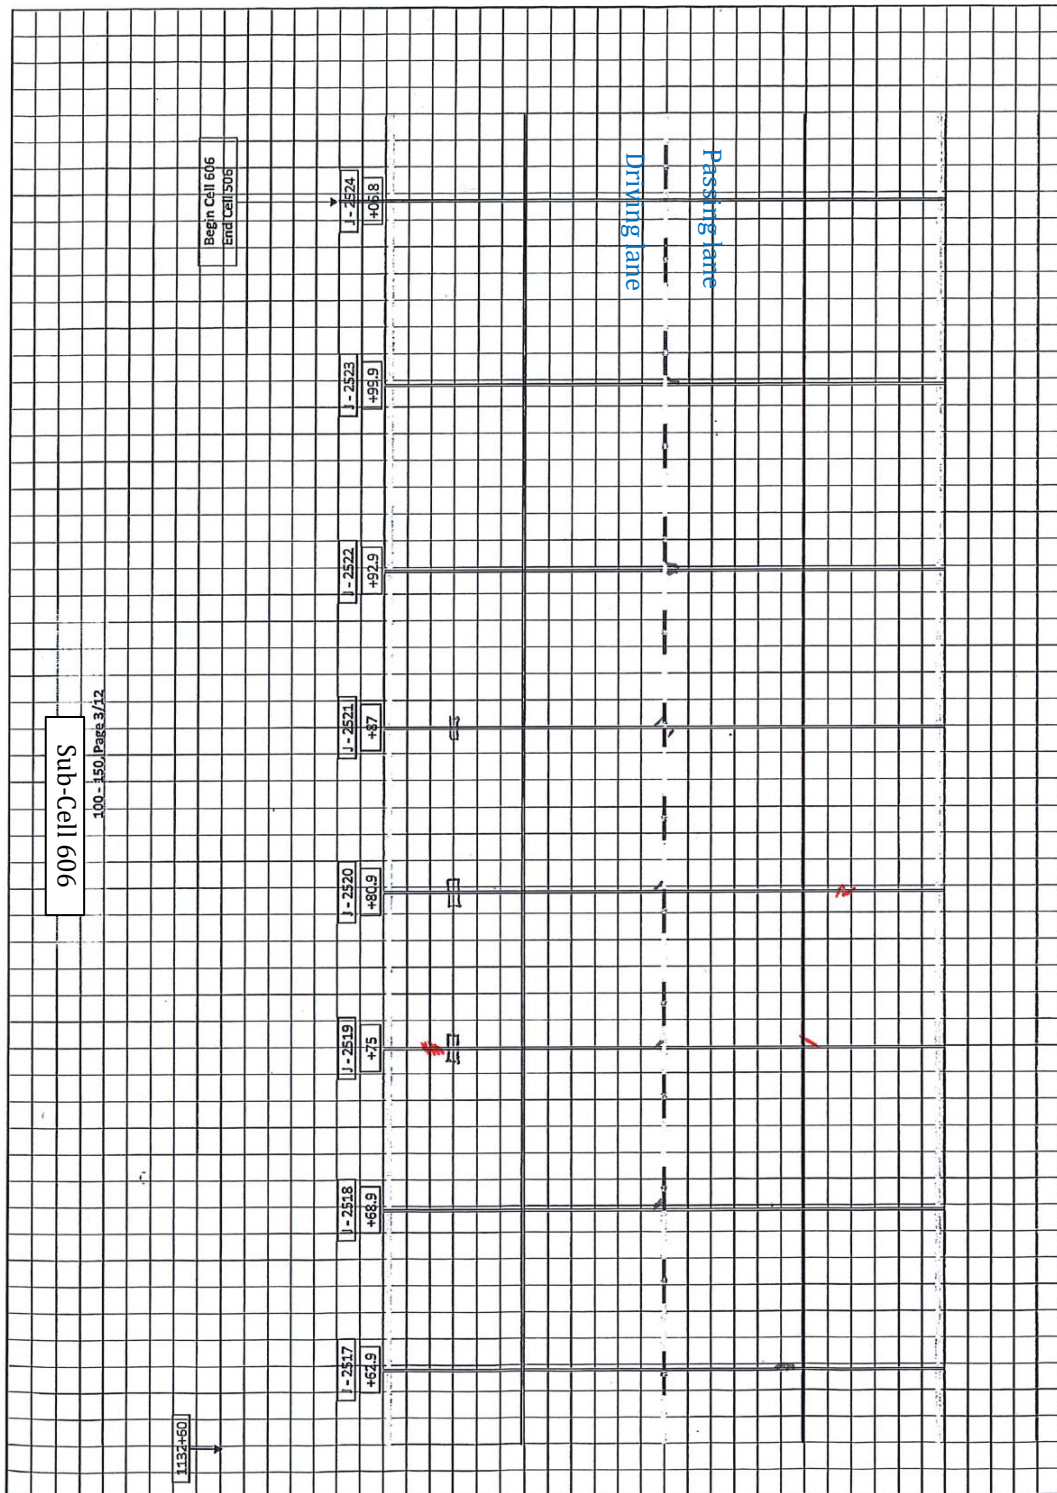 Begin Cell 606
End Cell 506
J - 2524
+05.8
Driving lane
Passing lane
J - 2523
+99.9
J - 2522
+92.9
J - 2521
+87
J - 2520
+80.9
J - 2519
+75
J - 2518
+68.9
J - 2517
+62.9
1132+60
100 - 150, Page 3/12
Sub-Cell 606